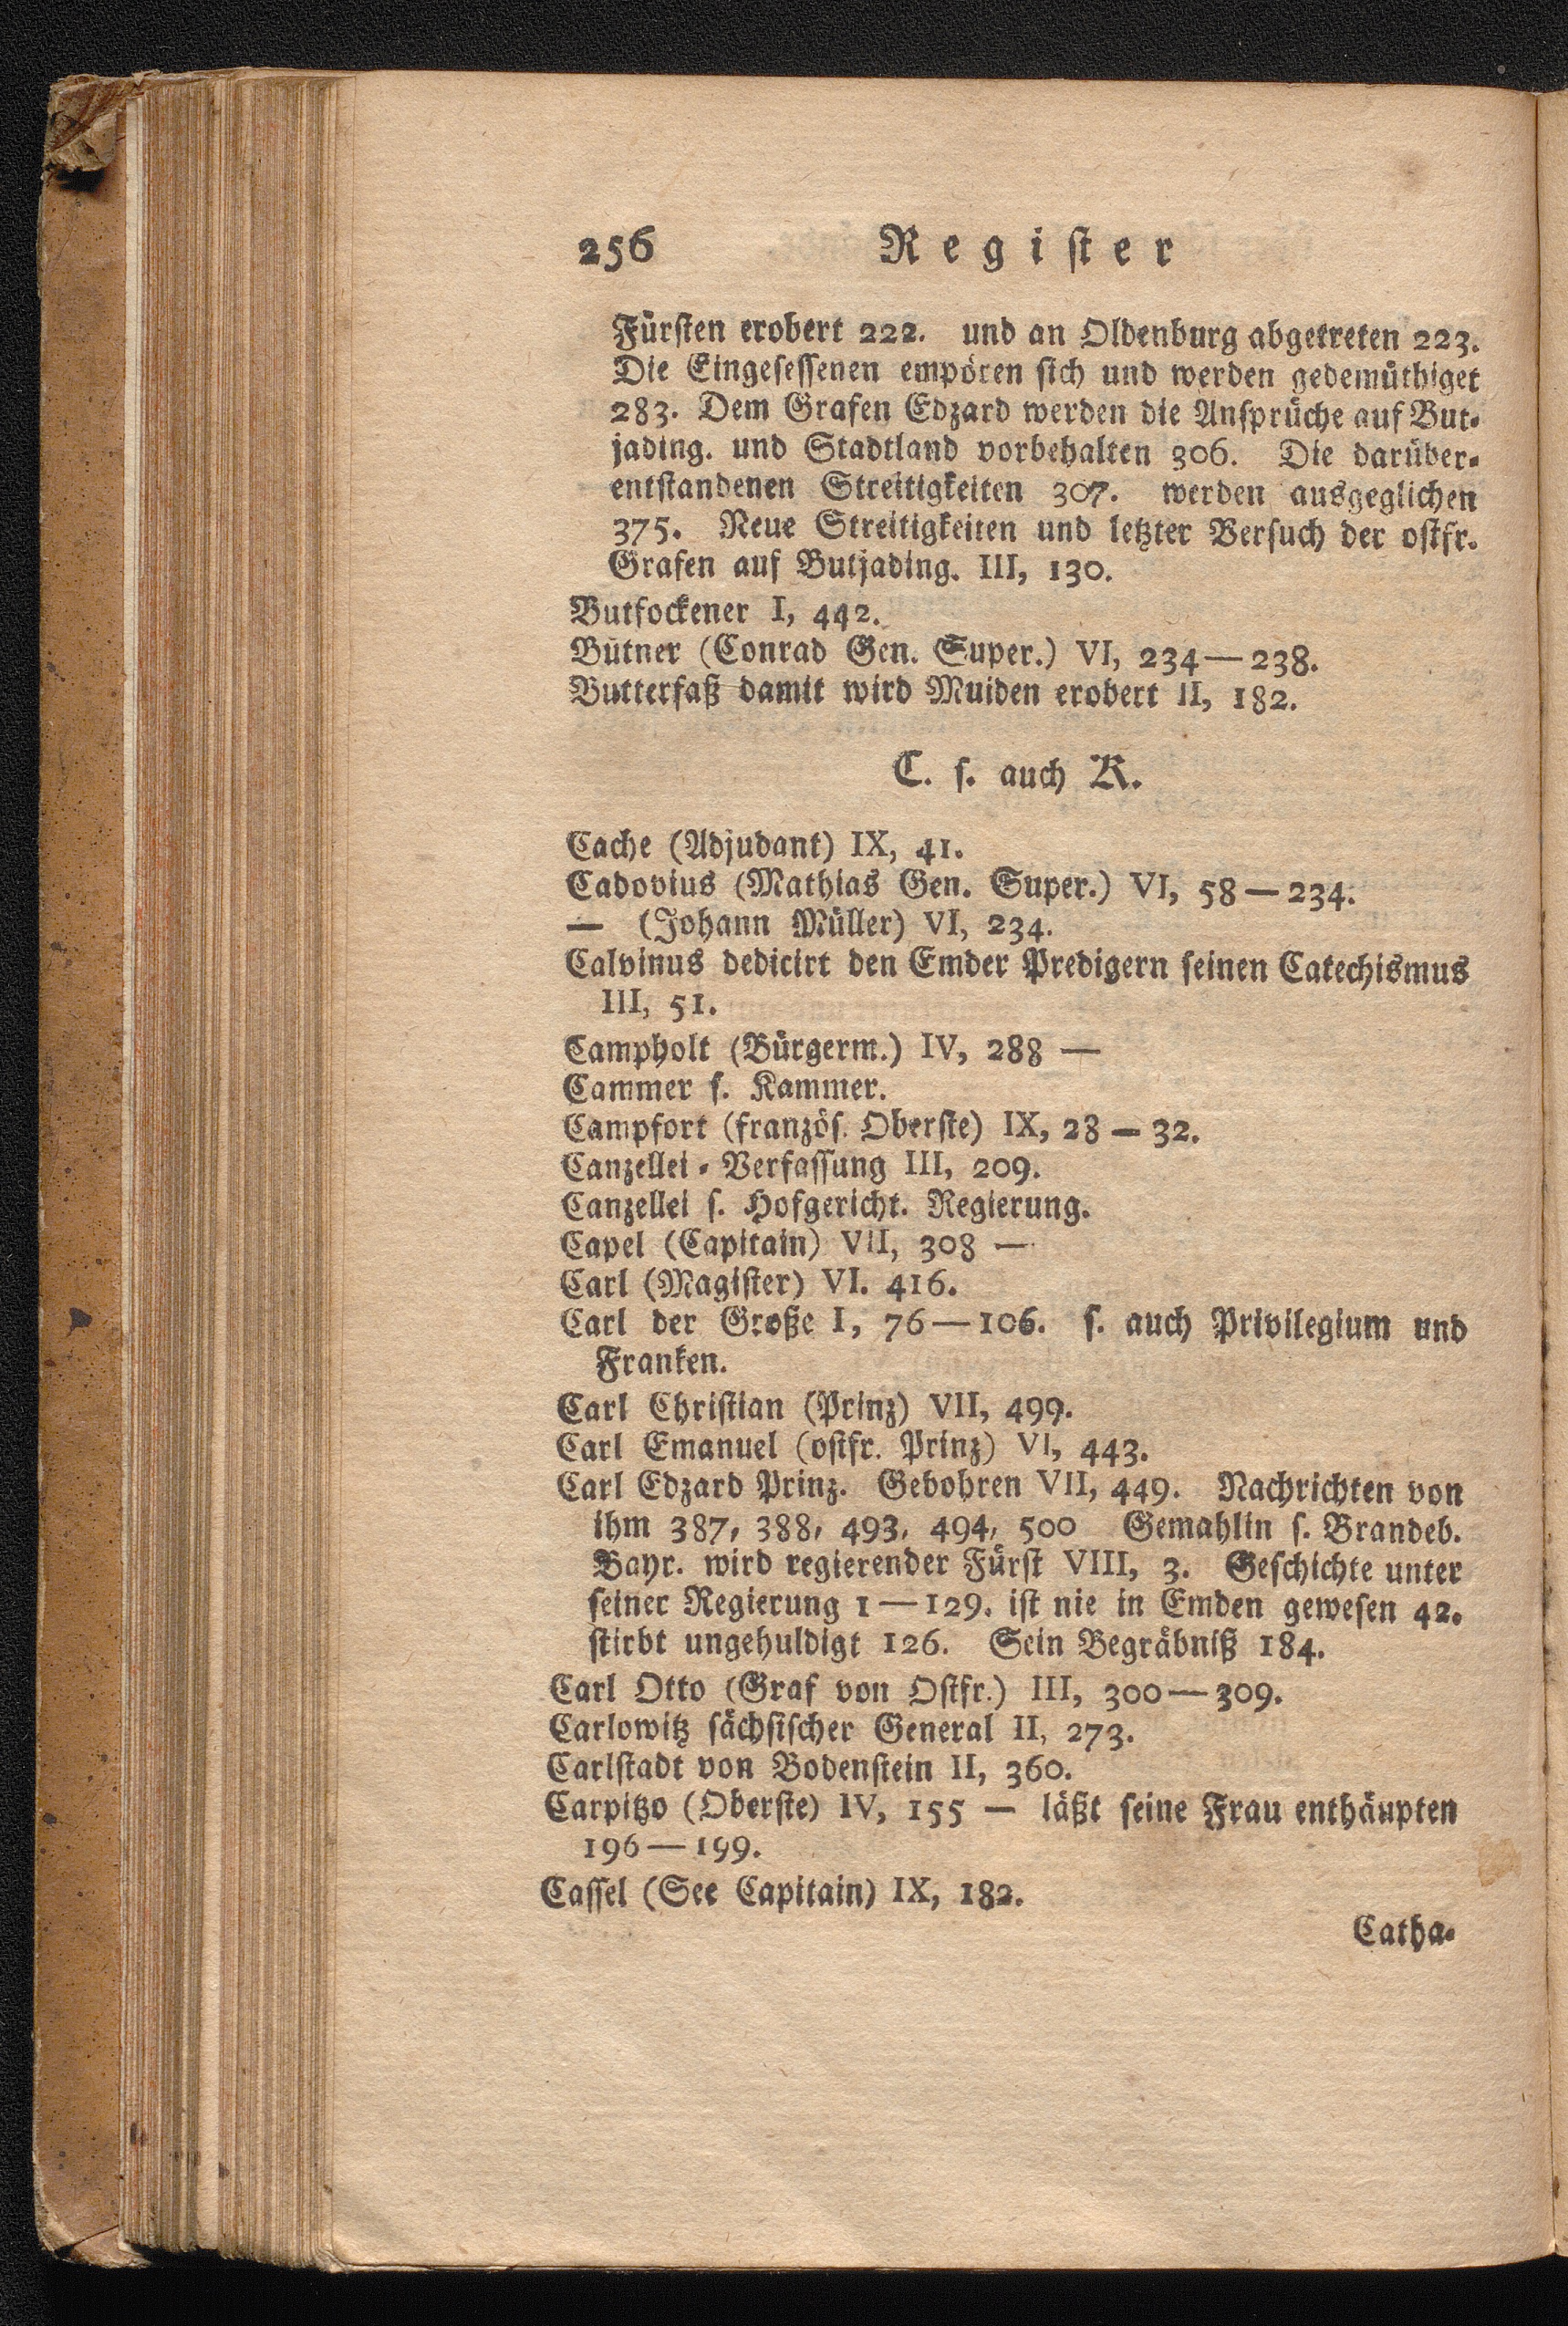 256 Register
Fürsten erobert 222. und an Oldenburg abgetreten 223.
Die Eingesessenen empören sich und werden gedemüthiget
283. Dem Grafen Edzard werden die Ansprüche auf But-
jading. und Stadtland vorbehalten 306. Die darüber-
entstandenen Streitigkeiten 307. werden ausgeglichen
375. Neue Streitigkeiten und letzter Versuch der ostfr.
Grafen auf Butjading. III, 130.
Butfockener I, 442.
Bütner (Conrad Gen. Super.) VI, 234—238.
Butterfaß damit wird Muiden erobert II, 182.
C. s. auch K.
Cache (Adjudant) IX, 41.
Cadovius (Mathias Gen. Super.) VI, 58—234.
— (Johann Müller) VI, 234.
Calvinus dedicirt den Emder Predigern seinen Catechismus
III, 51.
Campholt (Bürgerm.) IV, 288 —
Cammer s. Kammer.
Campfort (französ. Oberste) IX, 28—32.
Canzellei-Verfassung III, 209.
Canzellei s. Hofgericht. Regierung.
Capel (Capitain) VII, 308 —
Carl (Magister) VI. 416.
Carl der Große I, 76—106. s. auch Privilegium und
Franken.
Carl Christian (Prinz) VII, 499.
Carl Emanuel (ostfr. Prinz) VI, 443.
Carl Edzard Prinz. Gebohren VII, 449. Nachrichten von
ihm 387, 388, 493, 494, 500 Gemahlin s. Brandeb.
Bayr. wird regierender Fürst VIII, 3. Geschichte unter
seiner Regierung 1—129. ist nie in Emden gewesen 42.
stirbt ungehuldigt 126. Sein Begräbniß 184.
Carl Otto (Graf von Ostfr.) III, 300—309.
Carlowitz sächsischer General II, 273.
Carlstadt von Bodenstein II, 360.
Carpitzo (Oberste) IV, 155 — läßt seine Frau enthäupten
196—199.
Cassel (See Capitain) IX, 182.
Catha-